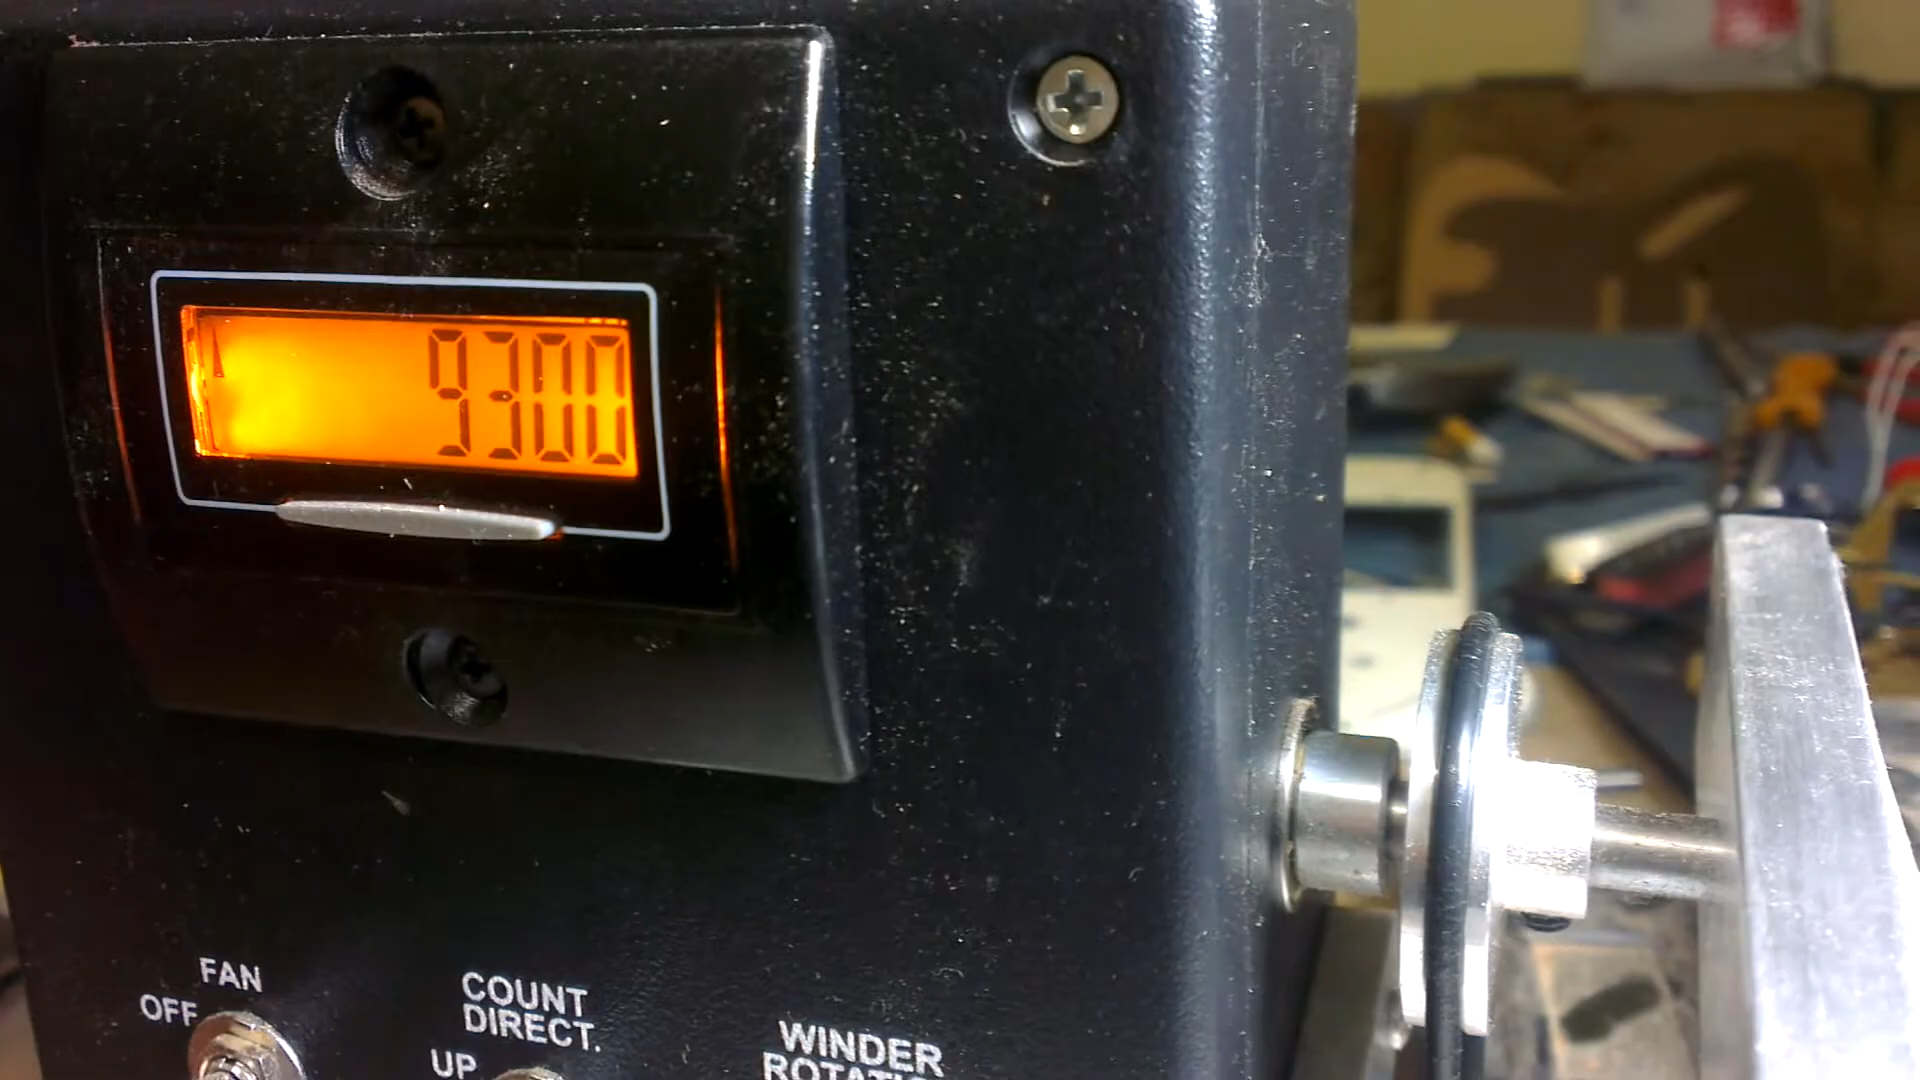 9300
FAN
OFF
COUNT
DIRECT.
UP
WINDER